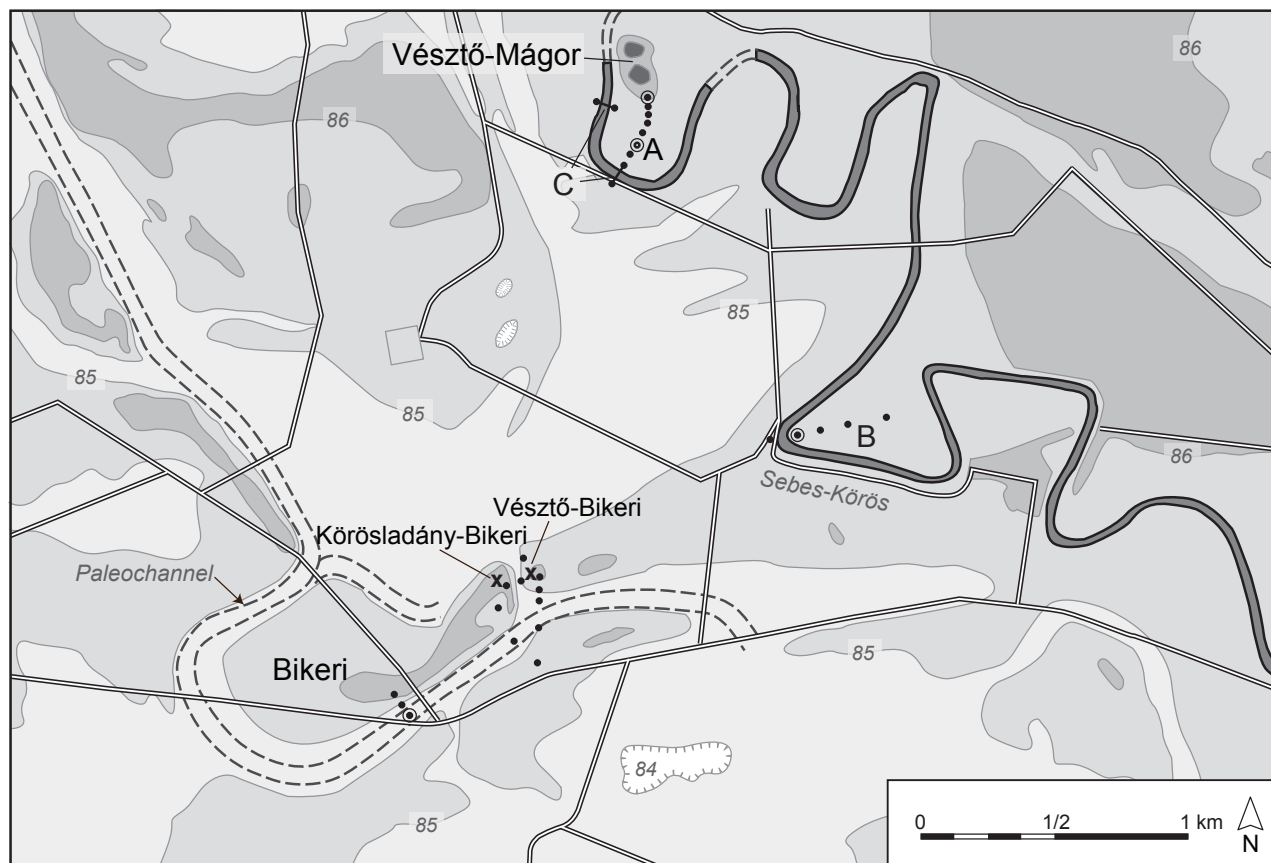 86
Vésztő-Mágor
86
A
C
85
85
85
B
86
Sebes-Körös
Vésztő-Bikeri
Körösladány-Bikeri
x
x
Paleochannel
Bikeri
85
84
85
0 1/2 1 km
N